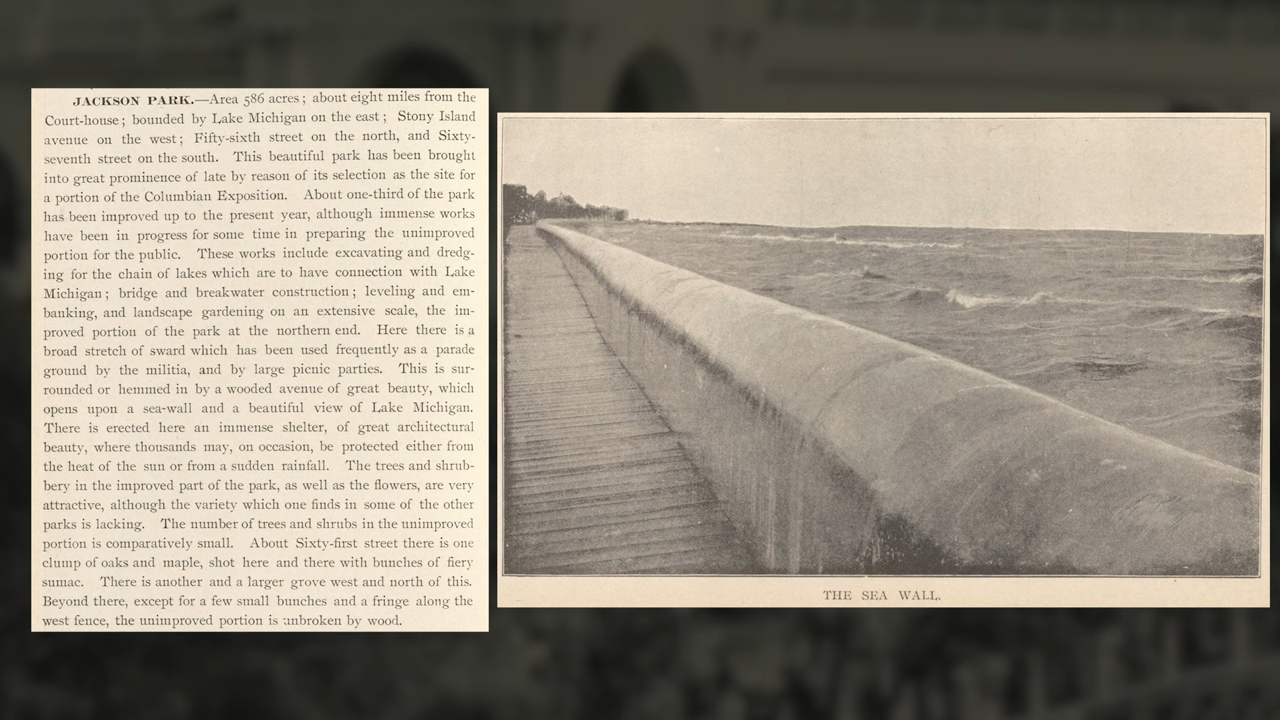 JACKSON PARK.—Area 586 acres; about eight miles from the
Court-house; bounded by Lake Michigan on the east; Stony Island
avenue on the west; Fifty-sixth street on the north, and Sixty-
seventh street on the south. This beautiful park has been brought
into great prominence of late by reason of its selection as the site for
a portion of the Columbian Exposition. About one-third of the park
has been improved up to the present year, although immense works
have been in progress for some time in preparing the unimproved
portion for the public. These works include excavating and dredg-
ing for the chain of lakes which are to have connection with Lake
Michigan; bridge and breakwater construction; leveling and em-
banking, and landscape gardening on an extensive scale, the im-
proved portion of the park at the northern end. Here there is a
broad stretch of sward which has been used frequently as a parade
ground by the militia, and by large picnic parties. This is sur-
rounded or hemmed in by a wooded avenue of great beauty, which
opens upon a sea-wall and a beautiful view of Lake Michigan.
There is erected here an immense shelter, of great architectural
beauty, where thousands may, on occasion, be protected either from
the heat of the sun or from a sudden rainfall. The trees and shrub-
bery in the improved part of the park, as well as the flowers, are very
attractive, although the variety which one finds in some of the other
parks is lacking. The number of trees and shrubs in the unimproved
portion is comparatively small. About Sixty-first street there is one
clump of oaks and maple, shot here and there with bunches of fiery
sumac. There is another and a larger grove west and north of this.
Beyond there, except for a few small bunches and a fringe along the
west fence, the unimproved portion is unbroken by wood.
THE SEA WALL.